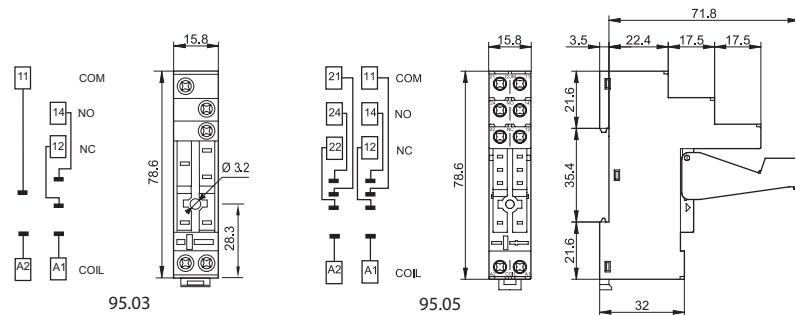 71.8
15.8
15.8
3.5 22.4 17.5 17.5
11 COM
21 11 COM
14 NO
24 14 NO
12 NC
22 12 NC
78.6
Ø 3.2
28.3
78.6
21.6
35.4
21.6
A2 A1 COIL
A2 A1 COIL
32
95.03
95.05